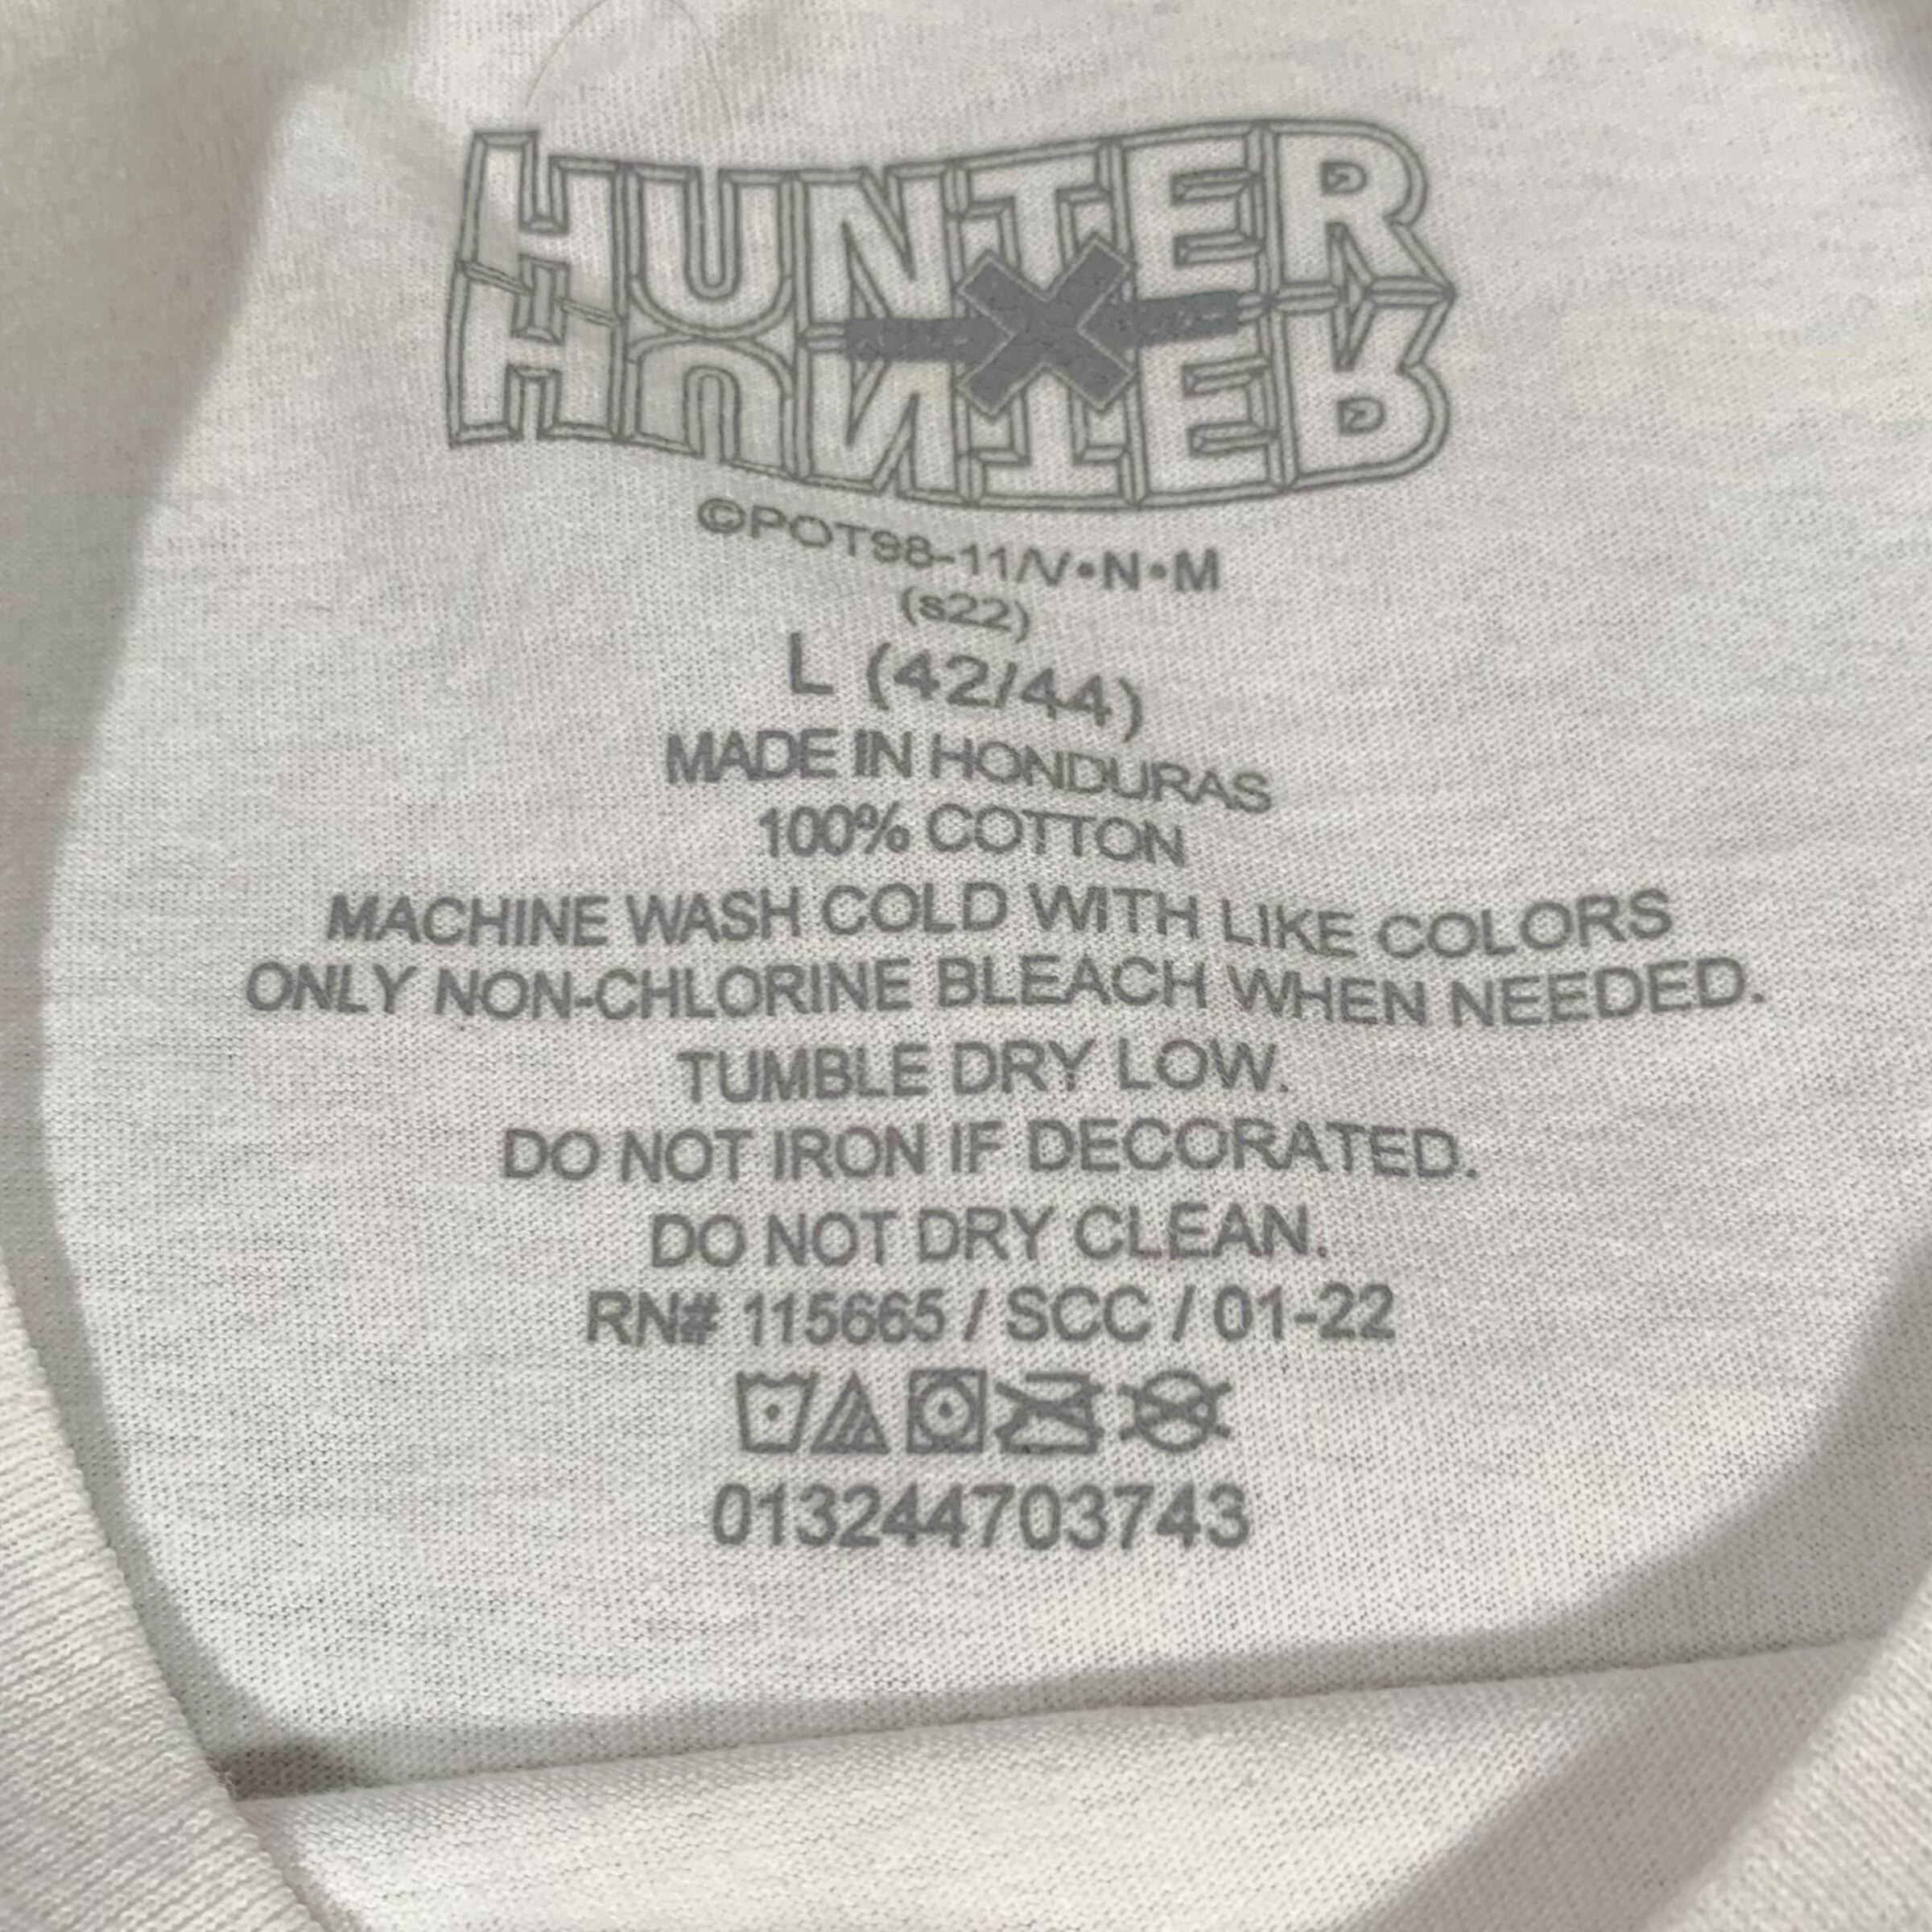 HUNTER
X
HUNTER
©POT98-11/V•N•M
(s22)
L (42/44)
MADE IN HONDURAS
100% COTTON
MACHINE WASH COLD WITH LIKE COLORS
ONLY NON-CHLORINE BLEACH WHEN NEEDED.
TUMBLE DRY LOW.
DO NOT IRON IF DECORATED.
DO NOT DRY CLEAN.
RN# 115665 / SCC / 01-22
013244703743